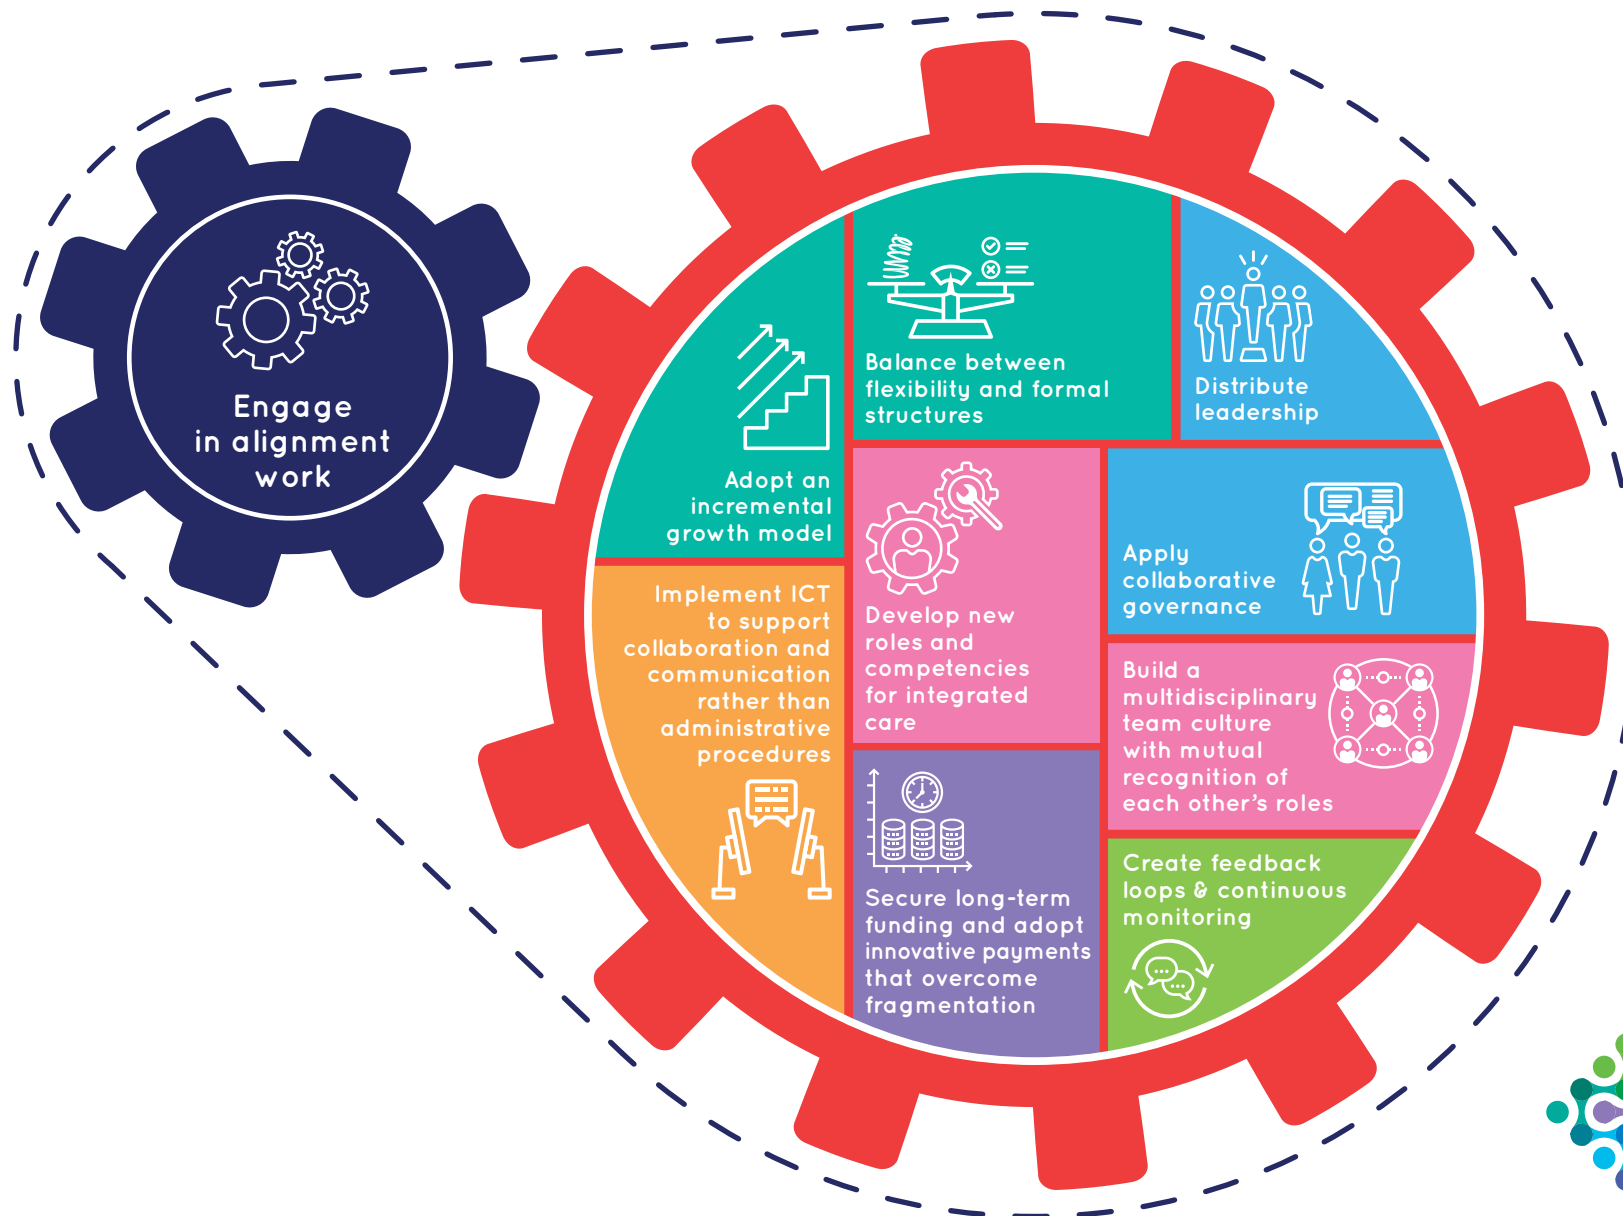 Engage
in alignment
work
Adopt an
incremental
growth model
Balance between
flexibility and formal
structures
Distribute
leadership
Implement ICT
to support
collaboration and
communication
rather than
administrative
procedures
Develop new
roles and
competencies
for integrated
care
Apply
collaborative
governance
Build a
multidisciplinary
team culture
with mutual
recognition of
each other's roles
Secure long-term
funding and adopt
innovative payments
that overcome
fragmentation
Create feedback
loops & continuous
monitoring